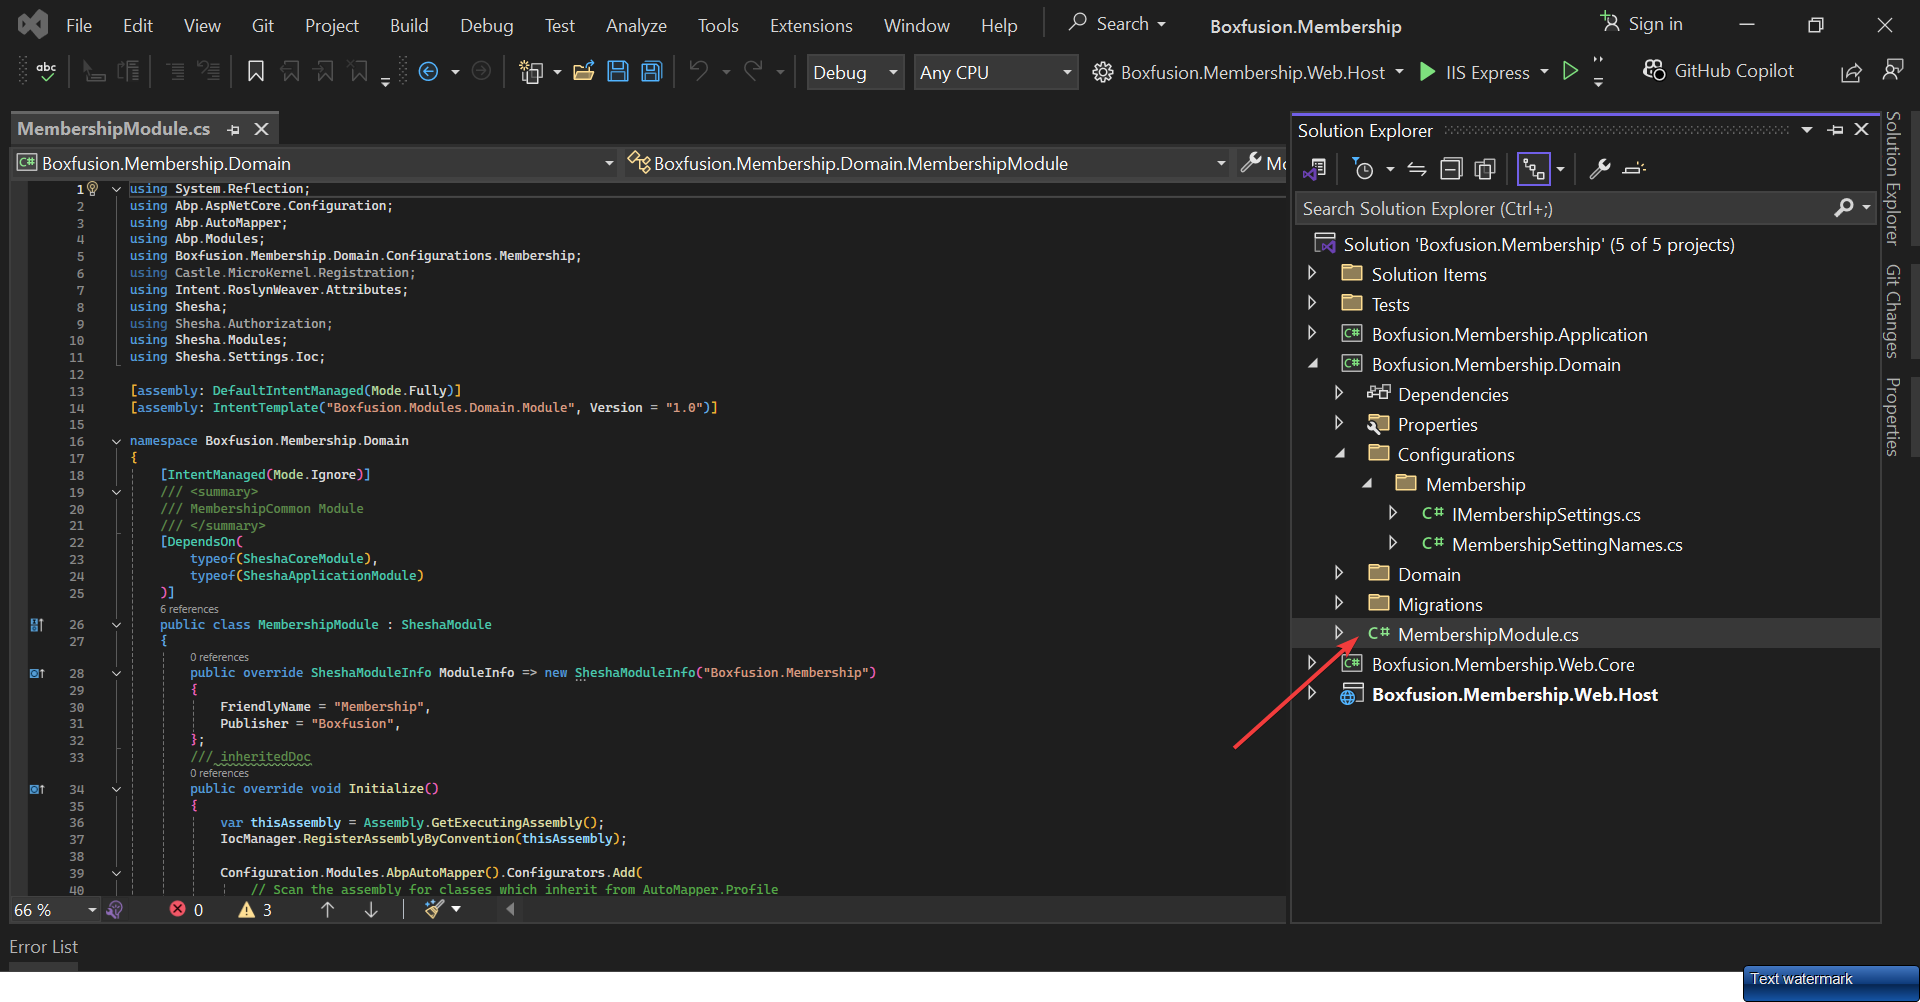 File Edit View Git Project Build Debug Test Analyze Tools Extensions Window Help Search Boxfusion.Membership Sign in
abc Debug Any CPU Boxfusion.Membership.Web.Host IIS Express GitHub Copilot
MembershipModule.cs
Boxfusion.Membership.Domain Boxfusion.Membership.Domain.MembershipModule
1 using System.Reflection;
2 using Abp.AspNetCore.Configuration;
3 using Abp.AutoMapper;
4 using Abp.Modules;
5 using Boxfusion.Membership.Domain.Configurations.Membership;
6 using Castle.MicroKernel.Registration;
7 using Intent.RoslynWeaver.Attributes;
8 using Shesha;
9 using Shesha.Authorization;
10 using Shesha.Modules;
11 using Shesha.Settings.Ioc;
12
13 [assembly: DefaultIntentManaged(Mode.Fully)]
14 [assembly: IntentTemplate("Boxfusion.Modules.Domain.Module", Version = "1.0")]
15
16 namespace Boxfusion.Membership.Domain
17 {
18 [IntentManaged(Mode.Ignore)]
19 /// <summary>
20 /// MembershipCommon Module
21 /// </summary>
22 [DependsOn(
23 typeof(SheshaCoreModule),
24 typeof(SheshaApplicationModule)
25 )]
6 references
26 public class MembershipModule : SheshaModule
27 {
0 references
28 public override SheshaModuleInfo ModuleInfo => new SheshaModuleInfo("Boxfusion.Membership")
29 {
30 FriendlyName = "Membership",
31 Publisher = "Boxfusion",
32 };
33 /// inheritedDoc
0 references
34 public override void Initialize()
35 {
36 var thisAssembly = Assembly.GetExecutingAssembly();
37 IocManager.RegisterAssemblyByConvention(thisAssembly);
38
39 Configuration.Modules.AbpAutoMapper().Configurators.Add(
40 // Scan the assembly for classes which inherit from AutoMapper.Profile
66 % 0 3
Error List
Solution Explorer
Search Solution Explorer (Ctrl+;)
Solution 'Boxfusion.Membership' (5 of 5 projects)
Solution Items
Tests
C# Boxfusion.Membership.Application
C# Boxfusion.Membership.Domain
Dependencies
Properties
Configurations
Membership
C# IMembershipSettings.cs
C# MembershipSettingNames.cs
Domain
Migrations
C# MembershipModule.cs
C# Boxfusion.Membership.Web.Core
Boxfusion.Membership.Web.Host
Solution Explorer
Git Changes
Properties
Text watermark